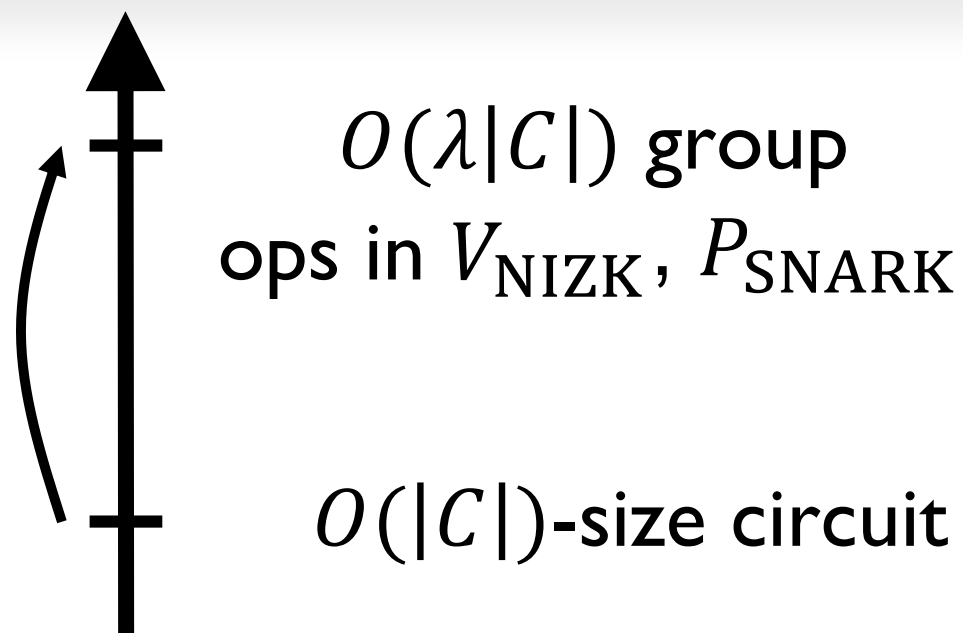 O(λ|C|) group
ops in V_NIZK, P_SNARK
O(|C|)-size circuit